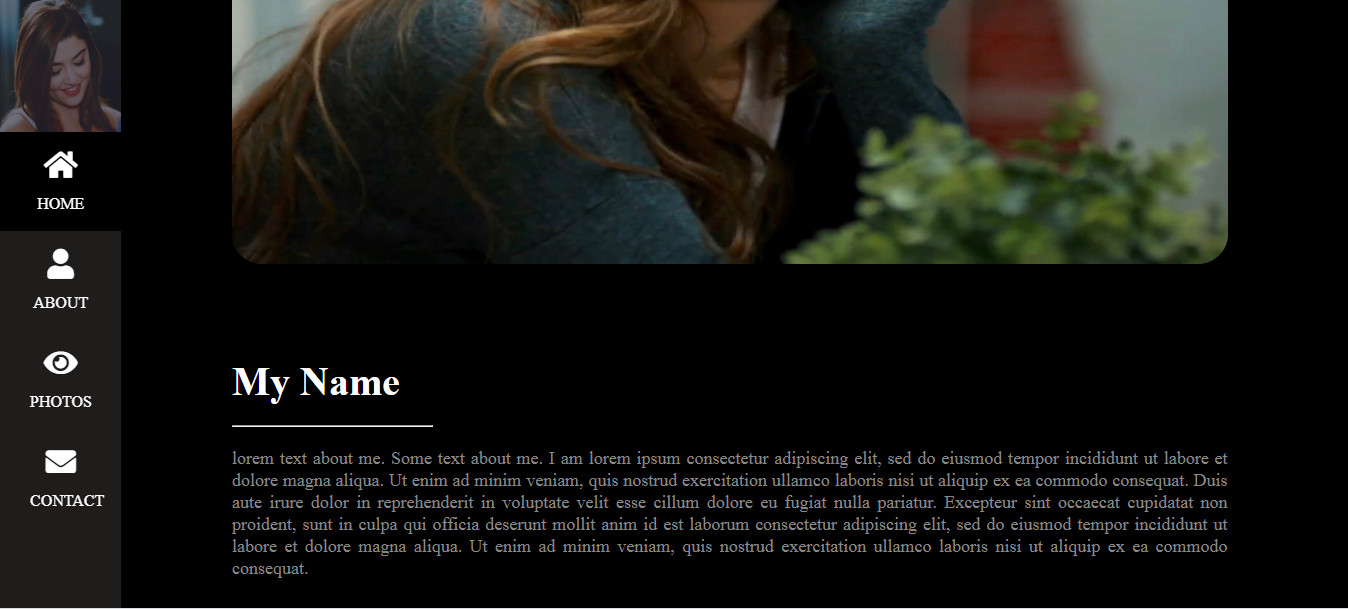 HOME
ABOUT
PHOTOS
CONTACT
My Name
lorem text about me. Some text about me. I am lorem ipsum consectetur adipiscing elit, sed do eiusmod tempor incididunt ut labore et
dolore magna aliqua. Ut enim ad minim veniam, quis nostrud exercitation ullamco laboris nisi ut aliquip ex ea commodo consequat. Duis
aute irure dolor in reprehenderit in voluptate velit esse cillum dolore eu fugiat nulla pariatur. Excepteur sint occaecat cupidatat non
proident, sunt in culpa qui officia deserunt mollit anim id est laborum consectetur adipiscing elit, sed do eiusmod tempor incididunt ut
labore et dolore magna aliqua. Ut enim ad minim veniam, quis nostrud exercitation ullamco laboris nisi ut aliquip ex ea commodo
consequat.